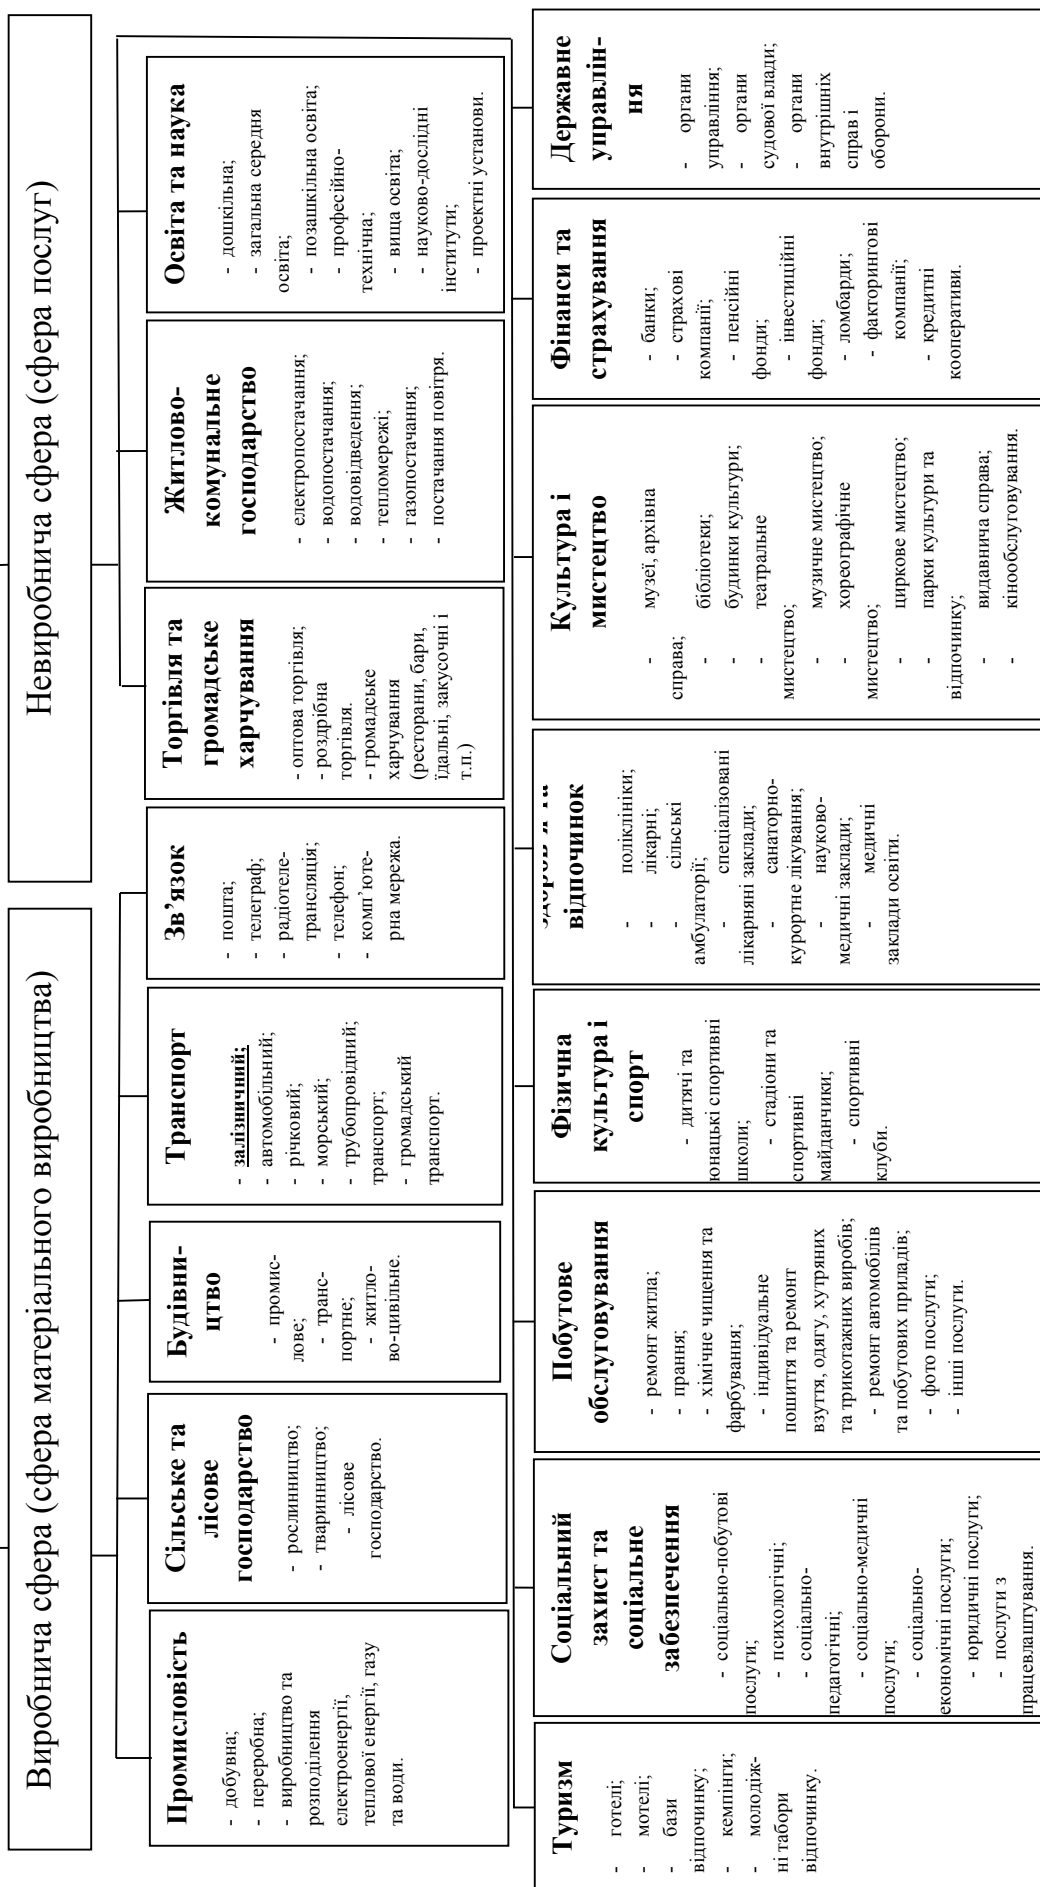 Виробнича сфера (сфера матеріального виробництва)
Невиробнича сфера (сфера послуг)
Промисловість
- добувна;
- переробна;
- виробництво та
розподілення
електроенергії,
теплової енергії, газу
та води.
Сільське та
лісове
господарство
- рослинництво;
- тваринництво;
- лісове
господарство.
Будівни-
цтво
- промис-
лове;
- транс-
портне;
- житло-
во-цивільне.
Транспорт
- залізничний;
- автомобільний;
- річковий;
- морський;
- трубопровідний;
транспорт;
- громадський
транспорт.
Зв’язок
- пошта;
- телеграф;
- радіотеле-
трансляція;
- телефон;
- комп’юте-
рна мережа.
Торгівля та
громадське
харчування
- оптова торгівля;
- роздрібна
торгівля.
- громадське
харчування
(ресторани, бари,
їдальні, закусочні і
т.п.)
Житлово-
комунальне
господарство
- електропостачання;
- водопостачання;
- водовідведення;
- тепломережі;
- газопостачання;
- постачання повітря.
Освіта та наука
- дошкільна;
- загальна середня
освіта;
- позашкільна освіта;
- професійно-
технічна;
- вища освіта;
- науково-дослідні
інститути;
- проектні установи.
Туризм
- готелі;
- мотелі;
- бази
відпочинку;
- кемпінги;
- молодіж-
ні табори
відпочинку.
Соціальний
захист та
соціальне
забезпечення
- соціально-побутові
послуги;
- психологічні;
- соціально-
педагогічні;
- соціально-медичні
послуги;
- соціально-
економічні послуги;
- юридичні послуги;
- послуги з
працевлаштування.
Побутове
обслуговування
- ремонт житла;
- прання;
- хімічне чищення та
фарбування;
- індивідуальне
пошиття та ремонт
взуття, одягу, хутряних
та трикотажних виробів;
- ремонт автомобілів
та побутових приладів;
- фото послуги;
- інші послуги.
Фізична
культура і
спорт
- дитячі та
юнацькі спортивні
школи;
- стадіони та
спортивні
майданчики;
- спортивні
клуби.
здоров’я та
відпочинок
- поліклініки;
- лікарні;
- сільські
амбулаторії;
- спеціалізовані
лікарняні заклади;
- санаторно-
курортне лікування;
- науково-
медичні заклади;
- медичні
заклади освіти.
Культура і
мистецтво
- музеї, архівна
справа;
- бібліотеки;
- будинки культури;
- театральне
мистецтво;
- музичне мистецтво;
- хореографічне
мистецтво;
- циркове мистецтво;
- парки культури та
відпочинку;
- видавнича справа;
- кінообслуговування.
Фінанси та
страхування
- банки;
- страхові
компанії;
- пенсійні
фонди;
- інвестиційні
фонди;
- ломбарди;
- факторингові
компанії;
- кредитні
кооперативи.
Державне
управлін-
ня
- органи
управління;
- органи
судової влади;
- органи
внутрішніх
справ і
оборони.